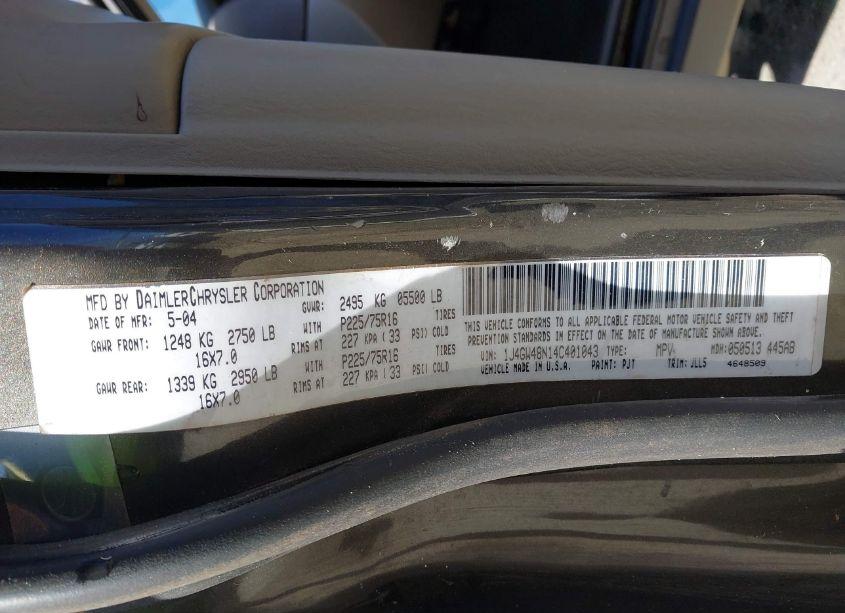 MFD BY DAIMLERCHRYSLER CORPORATION
DATE OF MFR: 5-04 GVWR: 2495 KG 05500 LB
GAWR FRONT: 1248 KG 2750 LB WITH P225/75R16 TIRES
16X7.0 RIMS AT 227 KPA ( 33 PSI) COLD
GAWR REAR: 1339 KG 2950 LB WITH P225/75R16 TIRES
16X7.0 RIMS AT 227 KPA ( 33 PSI) COLD
THIS VEHICLE CONFORMS TO ALL APPLICABLE FEDERAL MOTOR VEHICLE SAFETY AND THEFT
PREVENTION STANDARDS IN EFFECT ON THE DATE OF MANUFACTURE SHOWN ABOVE.
VIN: 1J4GW48N14C401043 TYPE: MPV MDH:050513 445AB
VEHICLE MADE IN U.S.A. PAINT: PJT TRIM: JLL5 4648509